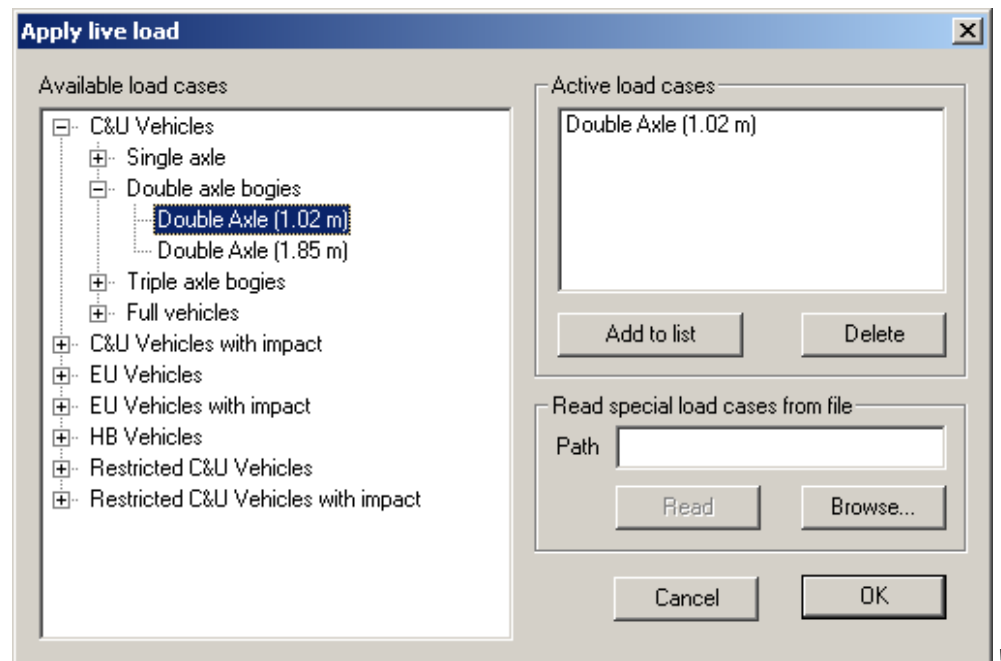 Apply live load
Available load cases
C&U Vehicles
Single axle
Double axle bogies
Double Axle (1.02 m)
Double Axle (1.85 m)
Triple axle bogies
Full vehicles
C&U Vehicles with impact
EU Vehicles
EU Vehicles with impact
HB Vehicles
Restricted C&U Vehicles
Restricted C&U Vehicles with impact
Active load cases
Double Axle (1.02 m)
Add to list
Delete
Read special load cases from file
Path
Read
Browse...
Cancel
OK